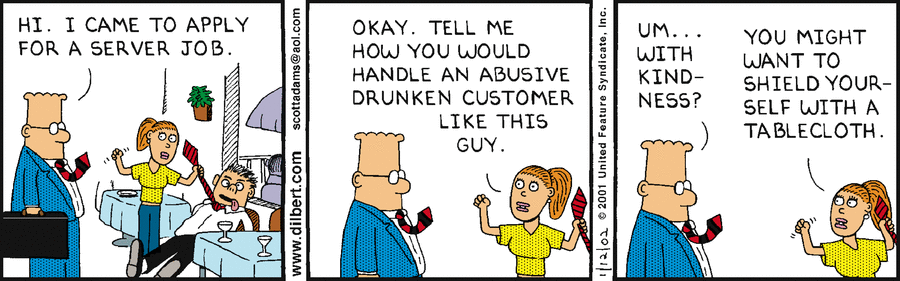 HI. I CAME TO APPLY
FOR A SERVER JOB.
www.dilbert.com
scottadams@aol.com
OKAY. TELL ME
HOW YOU WOULD
HANDLE AN ABUSIVE
DRUNKEN CUSTOMER
LIKE THIS
GUY.
1/12/02 © 2001 United Feature Syndicate, Inc.
UM...
WITH
KIND-
NESS?
YOU MIGHT
WANT TO
SHIELD YOUR-
SELF WITH A
TABLECLOTH.